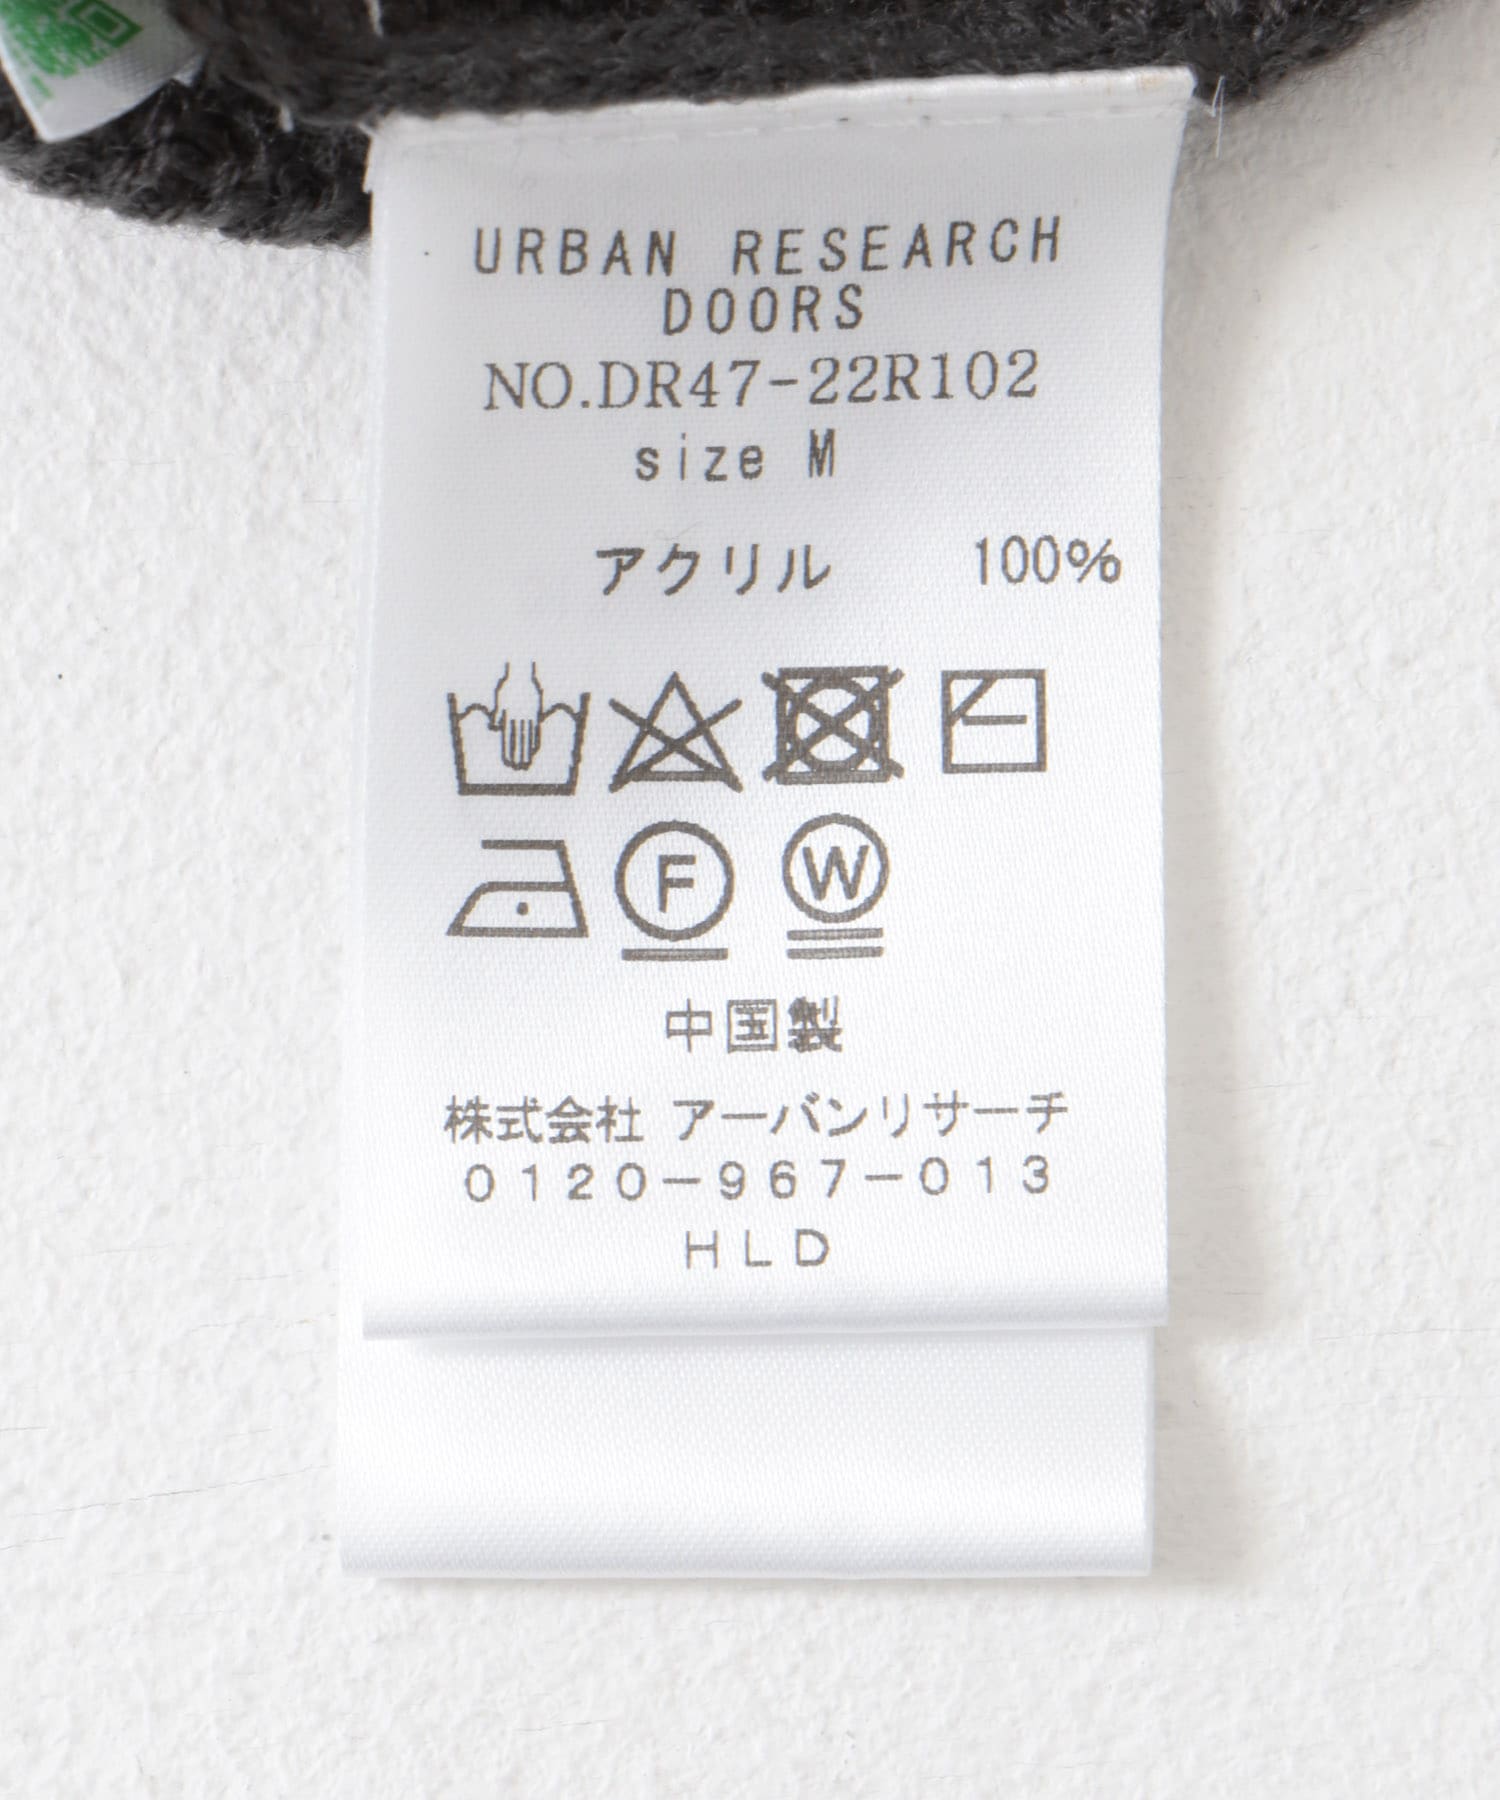 URBAN RESEARCH
DOORS
NO.DR47-22R102
size M
アクリル 100%
F W
中国製
株式会社 アーバンリサーチ
0120-967-013
HLD